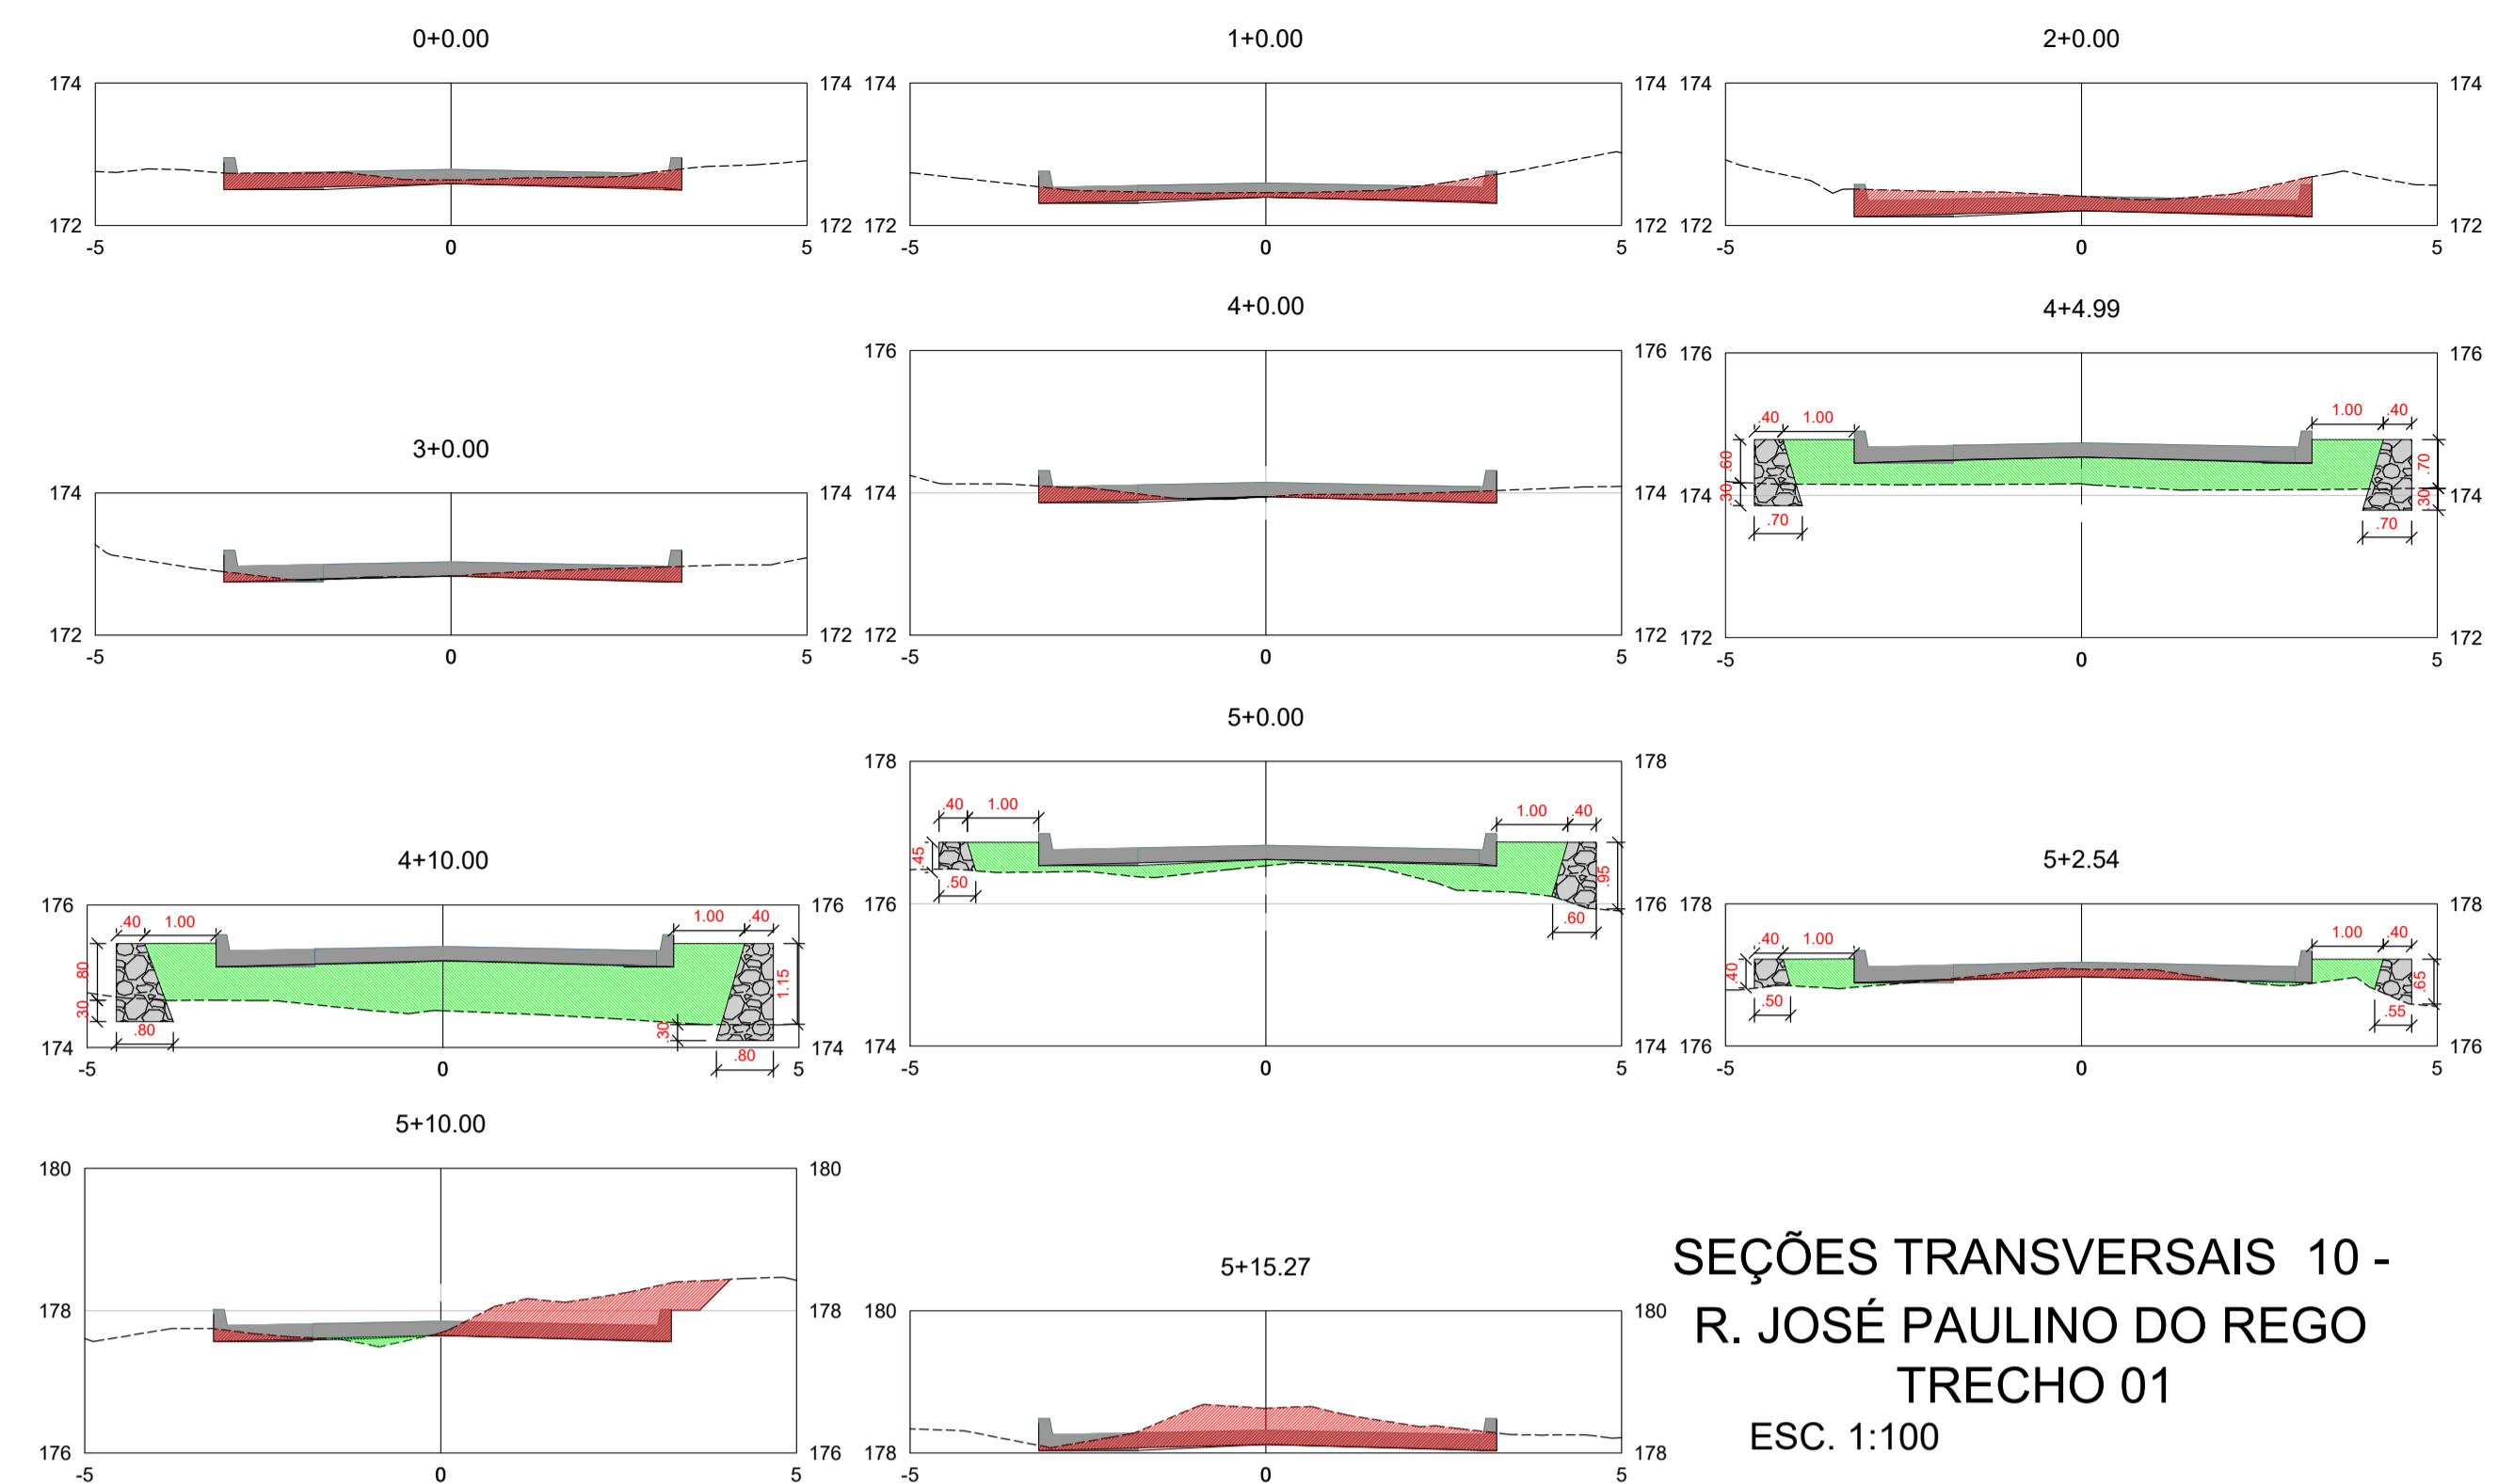 0+0.00 1+0.00 2+0.00
174 174 174 174 174 174
172 172 172 172 172 172
-5 0 5 -5 0 5 -5 0 5
4+0.00 4+4.99
176 176 176 176
3+0.00
.40 1.00 1.00 .40
.60 .70
174 174 174 174 174 174
.30 .30
.70 .70
172 172 172 172 172 172
-5 0 5 -5 0 5 -5 0 5
5+0.00
178 178
.40 1.00 1.00 .40
4+10.00 5+2.54
.45 .95
.50 .60
176 176 176 176 178 178
.40 1.00 1.00 .40
.40 1.00 1.00 .40
.80 1.15
.40 .65
.30 .30
.50 .55
.80 .80
174 174 174 174 176 176
-5 0 5 -5 0 5 -5 0 5
5+10.00
180 180
5+15.27
178 178 180 180
176 176 178 178
-5 0 5 -5 0 5
SEÇÕES TRANSVERSAIS 10 -
R. JOSÉ PAULINO DO REGO
TRECHO 01
ESC. 1:100